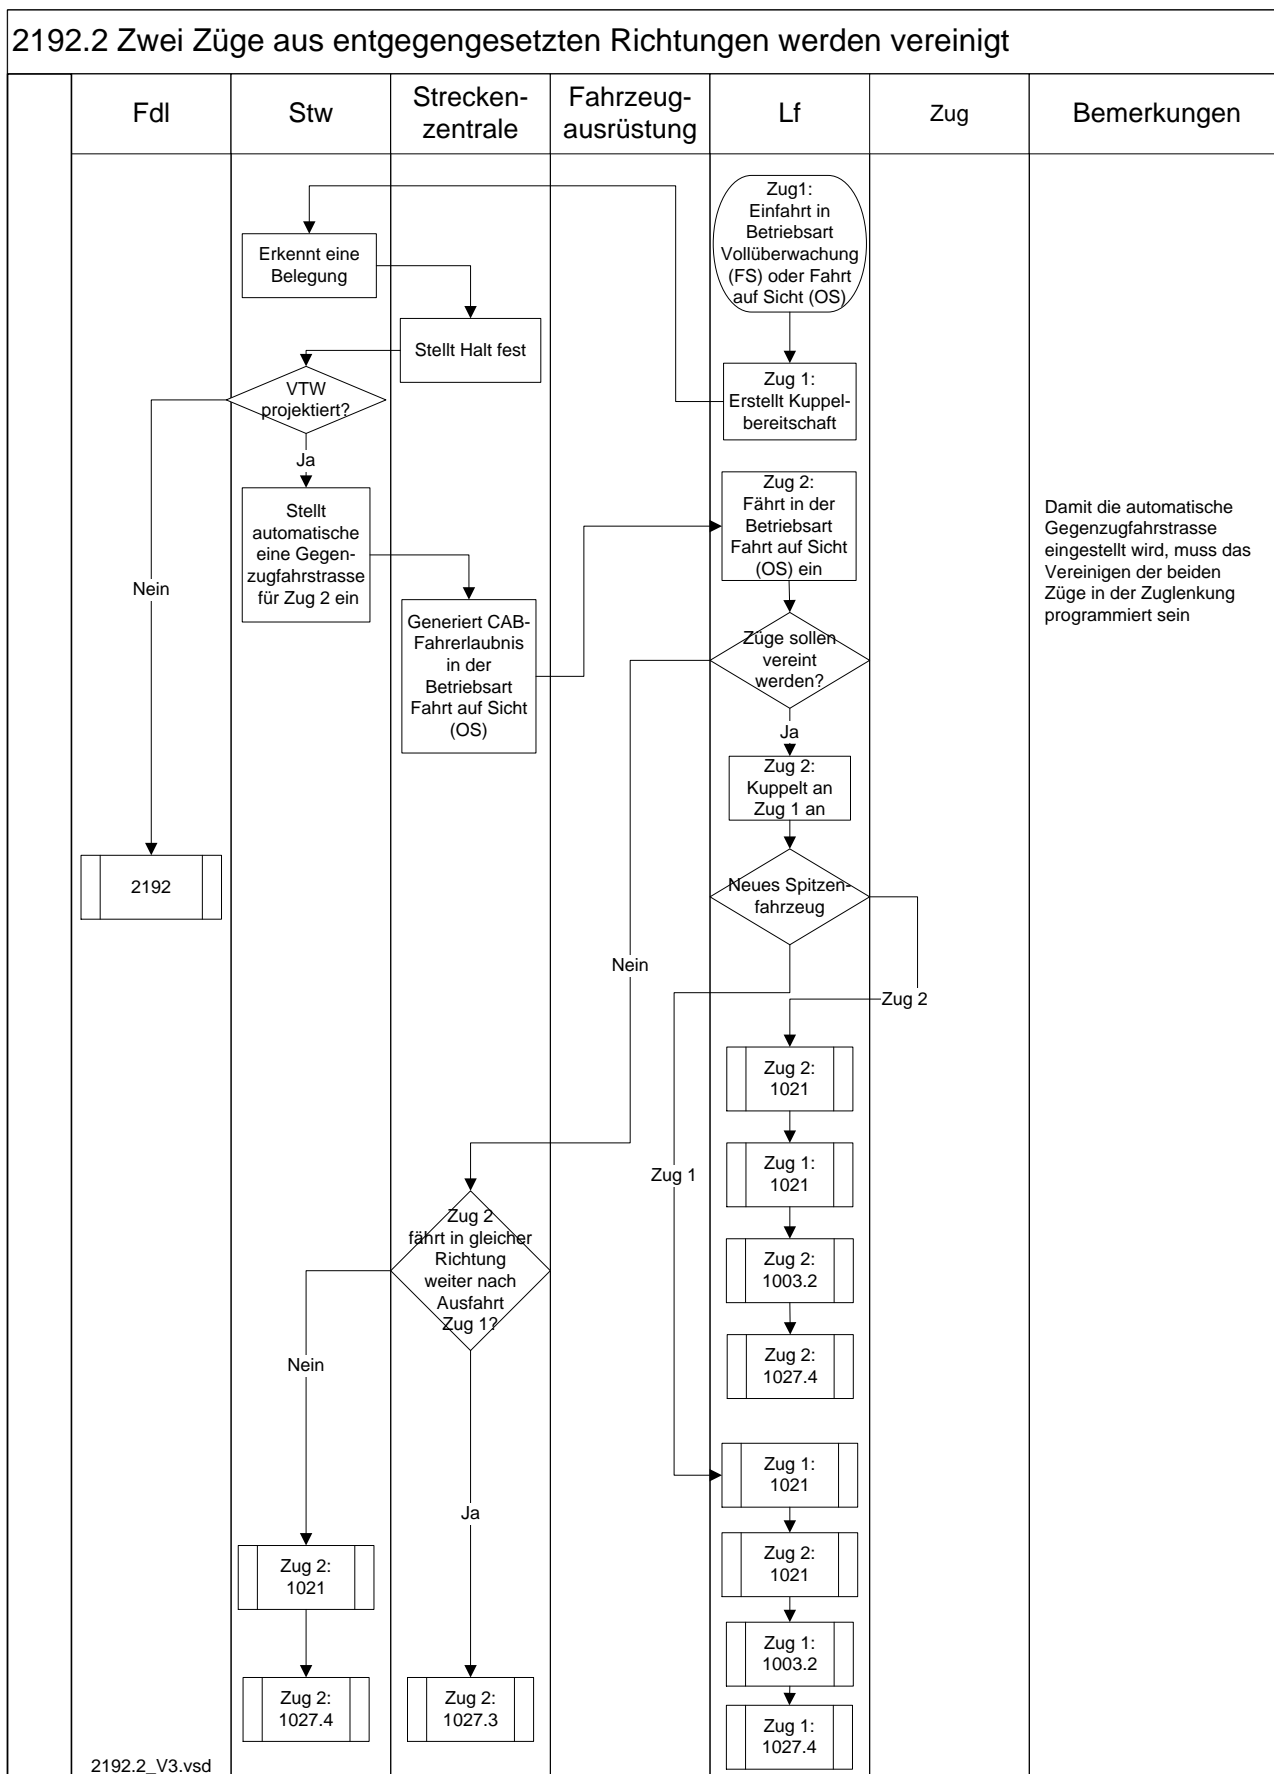 2192.2 Zwei Züge aus entgegengesetzten Richtungen werden vereinigt
Fdl
Stw
Strecken-
zentrale
Fahrzeug-
ausrüstung
Lf
Zug
Bemerkungen
Zug1:
Einfahrt in
Betriebsart
Vollüberwachung
(FS) oder Fahrt
auf Sicht (OS)
Erkennt eine
Belegung
Stellt Halt fest
Zug 1:
Erstellt Kuppel-
bereitschaft
VTW
projektiert?
Ja
Nein
Stellt
automatische
eine Gegen-
zugfahrstrasse
für Zug 2 ein
Generiert CAB-
Fahrerlaubnis
in der
Betriebsart
Fahrt auf Sicht
(OS)
Zug 2:
Fährt in der
Betriebsart
Fahrt auf Sicht
(OS) ein
Damit die automatische
Gegenzugfahrstrasse
eingestellt wird, muss das
Vereinigen der beiden
Züge in der Zuglenkung
programmiert sein
Züge sollen
vereint
werden?
Ja
Zug 2:
Kuppelt an
Zug 1 an
2192
Neues Spitzen-
fahrzeug
Nein
Zug 2
Zug 2:
1021
Zug 1:
1021
Zug 1
Zug 2:
1003.2
Zug 2:
1027.4
Zug 2
fährt in gleicher
Richtung
weiter nach
Ausfahrt
Zug 1?
Nein
Ja
Zug 1:
1021
Zug 2:
1021
Zug 1:
1003.2
Zug 1:
1027.4
Zug 2:
1021
Zug 2:
1027.4
Zug 2:
1027.3
2192.2_V3.vsd